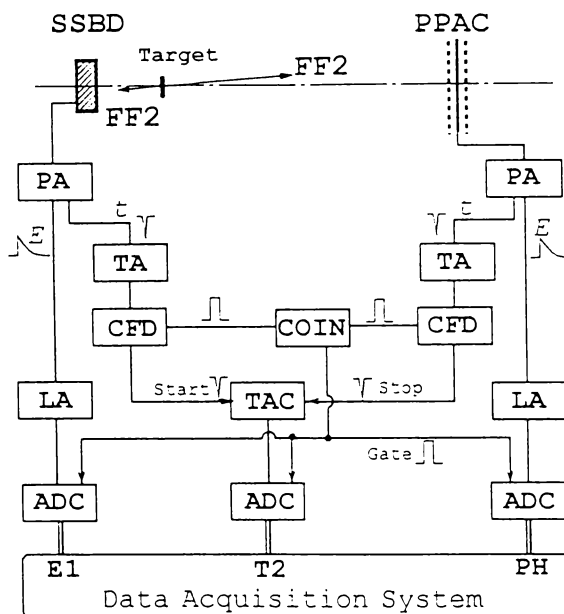 SSBD PPAC
Target
FF2
FF2
PA PA
t t
E E
TA TA
CFD COIN CFD
Start TAC Stop
LA LA
Gate
ADC ADC ADC
E1 T2 PH
Data Acquisition System